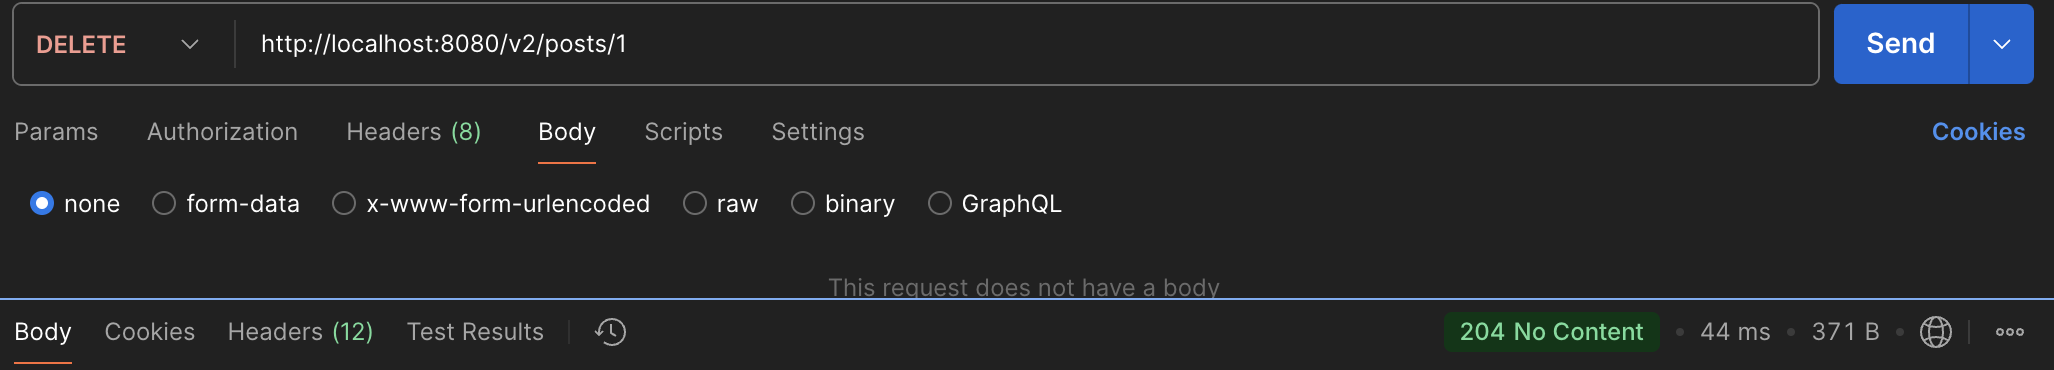 DELETE http://localhost:8080/v2/posts/1 Send
Params Authorization Headers (8) Body Scripts Settings Cookies
none form-data x-www-form-urlencoded raw binary GraphQL
This request does not have a body
Body Cookies Headers (12) Test Results 204 No Content • 44 ms • 371 B •